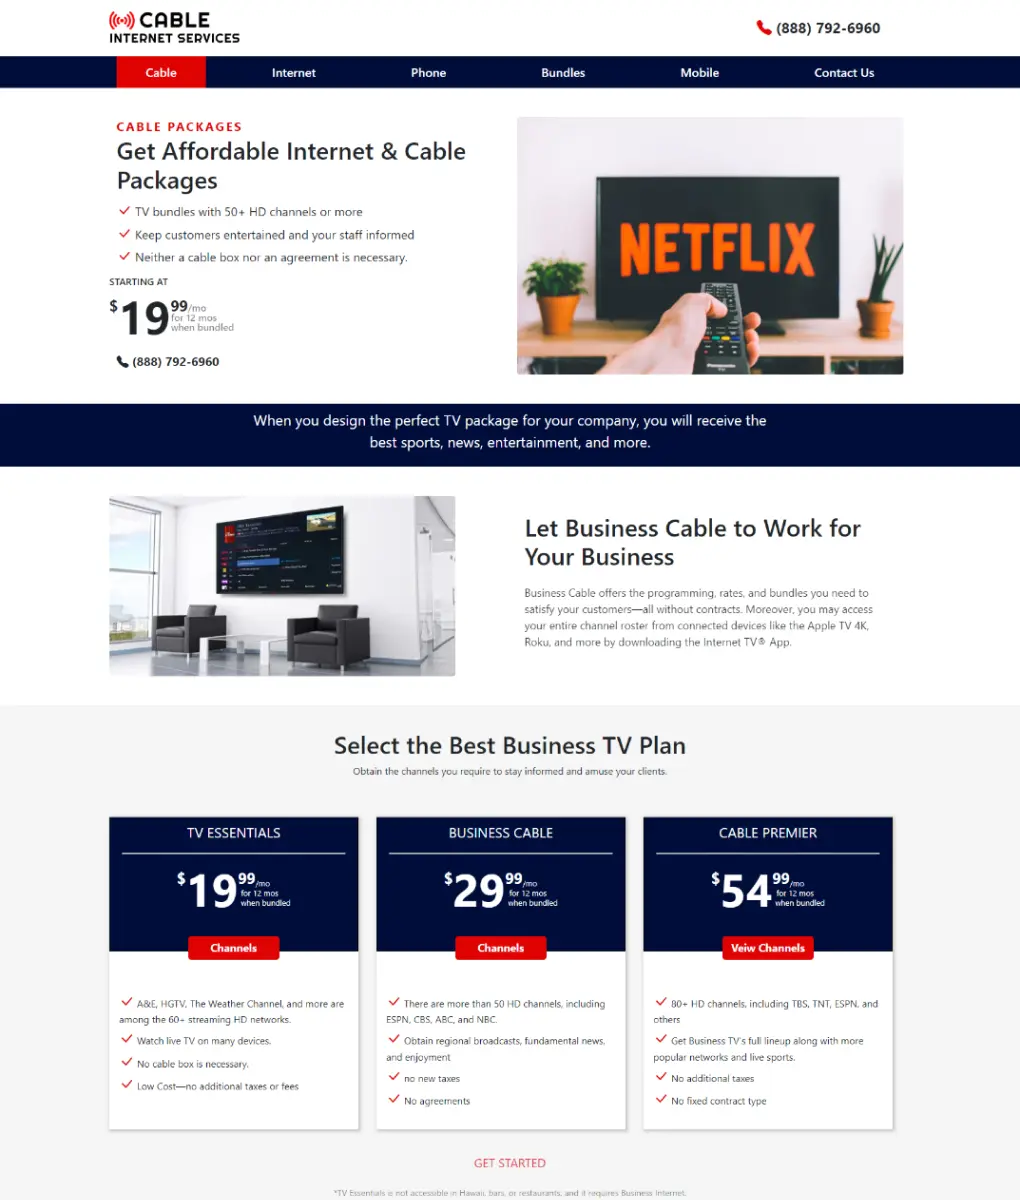 CABLE
INTERNET SERVICES
(888) 792-6960
Cable Internet Phone Bundles Mobile Contact Us
CABLE PACKAGES
Get Affordable Internet & Cable
Packages
TV bundles with 50+ HD channels or more
Keep customers entertained and your staff informed
Neither a cable box nor an agreement is necessary.
STARTING AT
$19 99/mo
for 12 mos
when bundled
(888) 792-6960
NETFLIX
Panasonic
When you design the perfect TV package for your company, you will receive the
best sports, news, entertainment, and more.
Let Business Cable to Work for
Your Business
Business Cable offers the programming, rates, and bundles you need to
satisfy your customers—all without contracts. Moreover, you may access
your entire channel roster from connected devices like the Apple TV 4K,
Roku, and more by downloading the Internet TV® App.
Select the Best Business TV Plan
Obtain the channels you require to stay informed and amuse your clients.
TV ESSENTIALS
$19 99/mo
for 12 mos
when bundled
Channels
A&E, HGTV, The Weather Channel, and more are
among the 60+ streaming HD networks.
Watch live TV on many devices.
No cable box is necessary.
Low Cost—no additional taxes or fees
BUSINESS CABLE
$29 99/mo
for 12 mos
when bundled
Channels
There are more than 50 HD channels, including
ESPN, CBS, ABC, and NBC.
Obtain regional broadcasts, fundamental news,
and enjoyment
no new taxes
No agreements
CABLE PREMIER
$54 99/mo
for 12 mos
when bundled
Veiw Channels
80+ HD channels, including TBS, TNT, ESPN, and
others
Get Business TV's full lineup along with more
popular networks and live sports.
No additional taxes
No fixed contract type
GET STARTED
*TV Essentials is not accessible in Hawaii, bars, or restaurants, and it requires Business Internet.